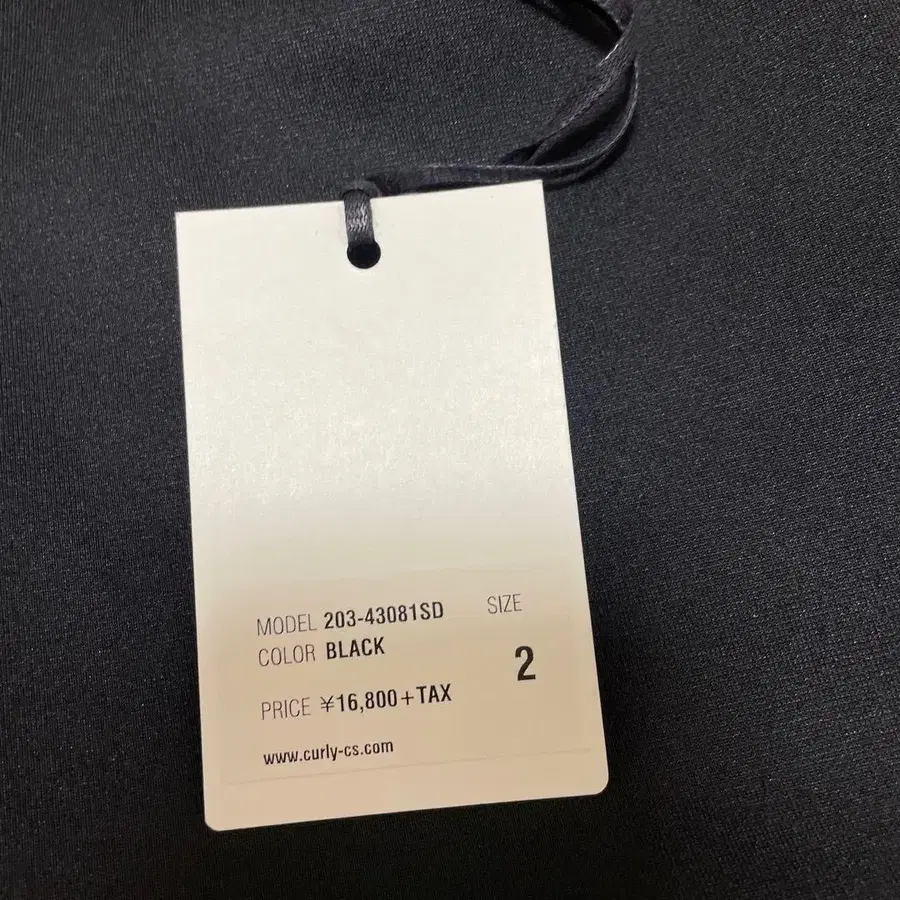 MODEL 203-43081SD
SIZE
COLOR BLACK
2
PRICE ¥16,800+TAX
www.curly-cs.com